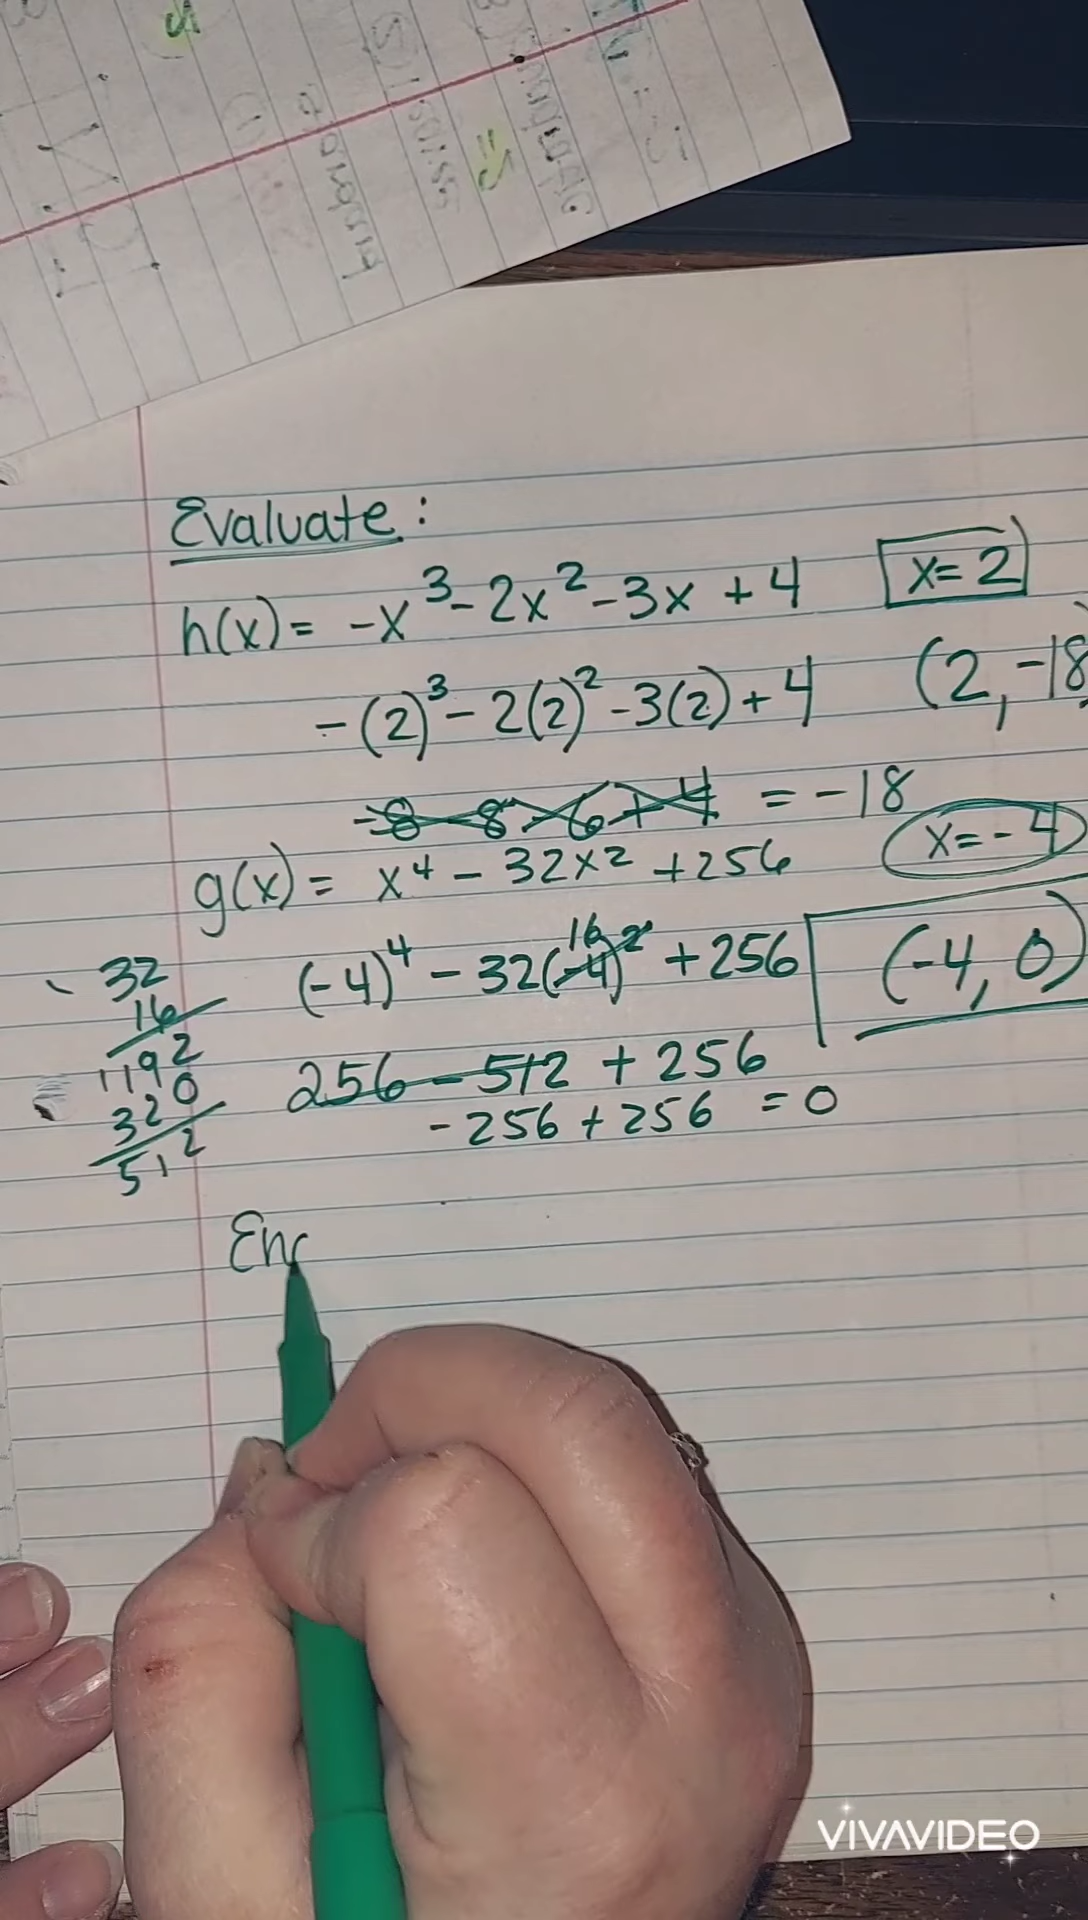 Evaluate:
h(x) = -x³ - 2x² - 3x + 4 x = 2
-(2)³ - 2(2)² - 3(2) + 4 (2, -18
-8 - 8 - 6 + 4 = -18
g(x) = x⁴ - 32x² + 256 x = -4
(-4)⁴ - 32(-4)² + 256 (-4, 0)
16
256 - 512 + 256
-256 + 256 = 0
32
16
192
320
512
En
VIVAVIDEO